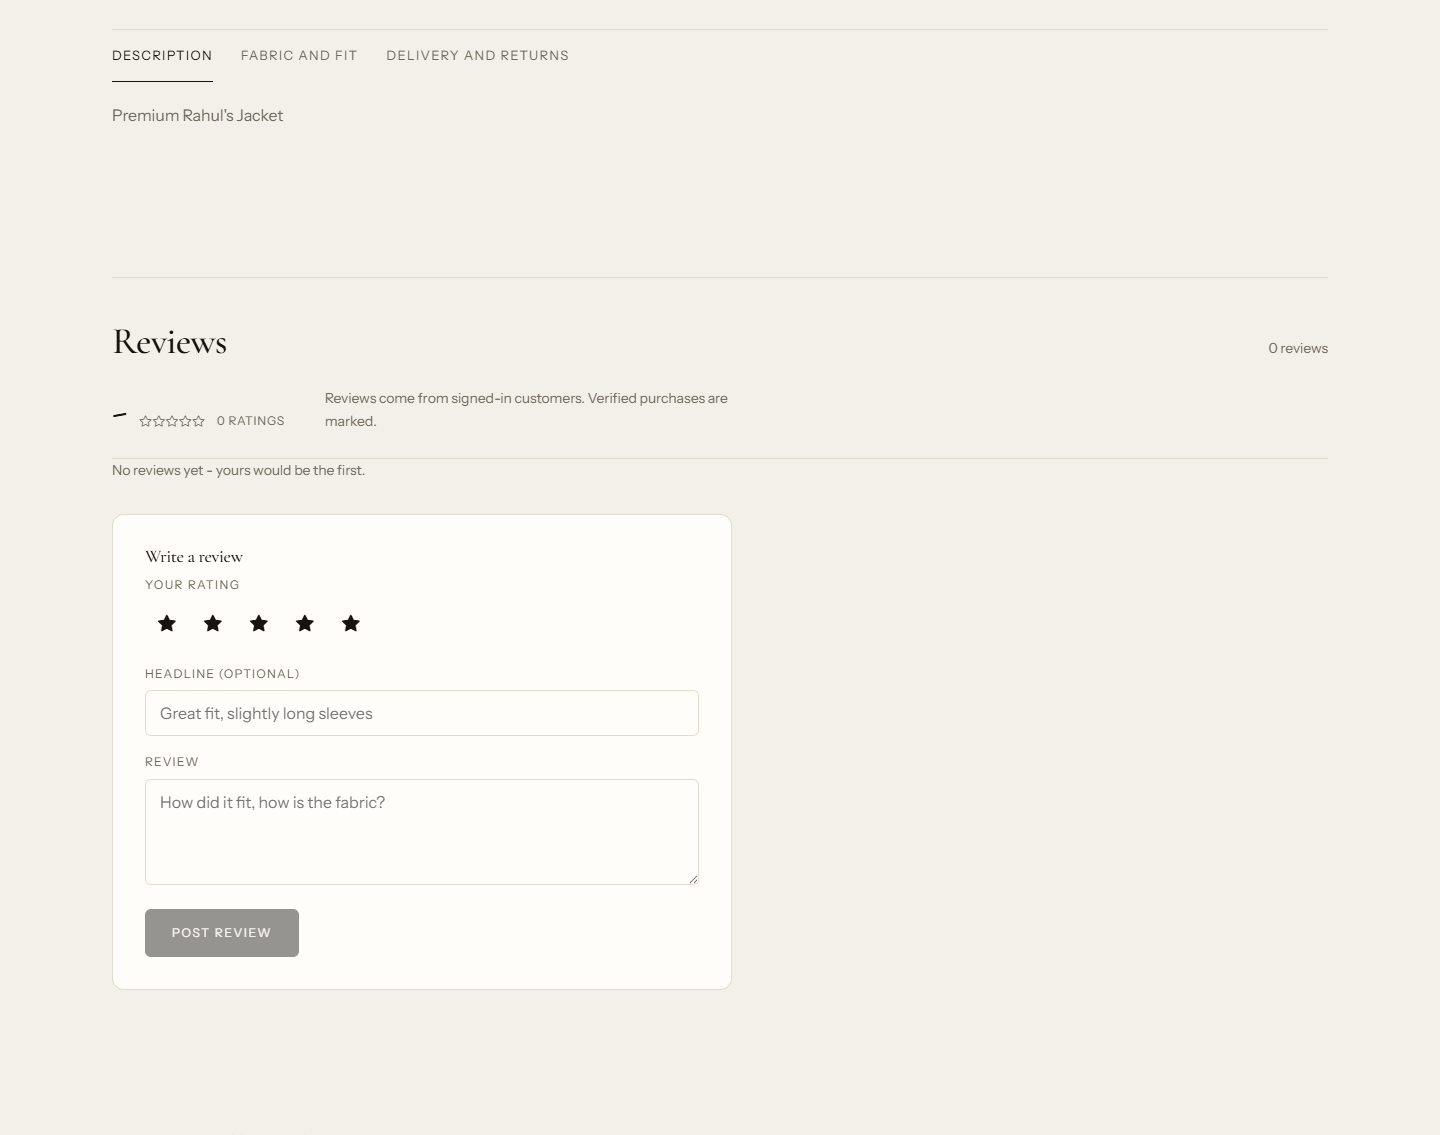 DESCRIPTION FABRIC AND FIT DELIVERY AND RETURNS
Premium Rahul's Jacket
Reviews
0 reviews
– 0 RATINGS
Reviews come from signed-in customers. Verified purchases are
marked.
No reviews yet - yours would be the first.
Write a review
YOUR RATING
HEADLINE (OPTIONAL)
Great fit, slightly long sleeves
REVIEW
How did it fit, how is the fabric?
POST REVIEW